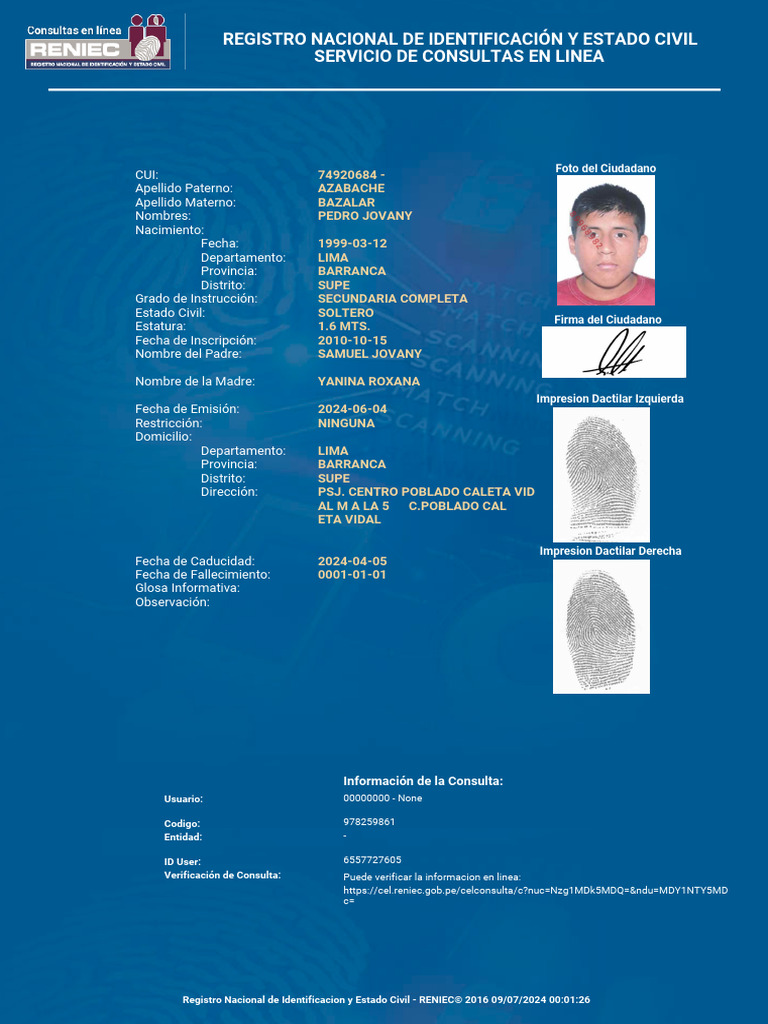 Consultas en línea
RENIEC
REGISTRO NACIONAL DE IDENTIFICACIÓN Y ESTADO CIVIL
REGISTRO NACIONAL DE IDENTIFICACIÓN Y ESTADO CIVIL
SERVICIO DE CONSULTAS EN LINEA
CUI: 74920684 -
Apellido Paterno: AZABACHE
Apellido Materno: BAZALAR
Nombres: PEDRO JOVANY
Nacimiento:
Fecha: 1999-03-12
Departamento: LIMA
Provincia: BARRANCA
Distrito: SUPE
Grado de Instrucción: SECUNDARIA COMPLETA
Estado Civil: SOLTERO
Estatura: 1.6 MTS.
Fecha de Inscripción: 2010-10-15
Nombre del Padre: SAMUEL JOVANY
Nombre de la Madre: YANINA ROXANA
Fecha de Emisión: 2024-06-04
Restricción: NINGUNA
Domicilio:
Departamento: LIMA
Provincia: BARRANCA
Distrito: SUPE
Dirección: PSJ. CENTRO POBLADO CALETA VID
AL M A LA 5 C.POBLADO CAL
ETA VIDAL
Fecha de Caducidad: 2024-04-05
Fecha de Fallecimiento: 0001-01-01
Glosa Informativa:
Observación:
Foto del Ciudadano
Firma del Ciudadano
Impresion Dactilar Izquierda
Impresion Dactilar Derecha
MATCH
MATCH
SCANNING
SCANNING
MATCH
SCANNING
Información de la Consulta:
Usuario: 00000000 - None
Codigo: 978259861
Entidad: -
ID User: 6557727605
Verificación de Consulta: Puede verificar la informacion en linea:
https://cel.reniec.gob.pe/celconsulta/c?nuc=Nzg1MDk5MDQ=&ndu=MDY1NTY5MD
c=
Registro Nacional de Identificacion y Estado Civil - RENIEC© 2016 09/07/2024 00:01:26